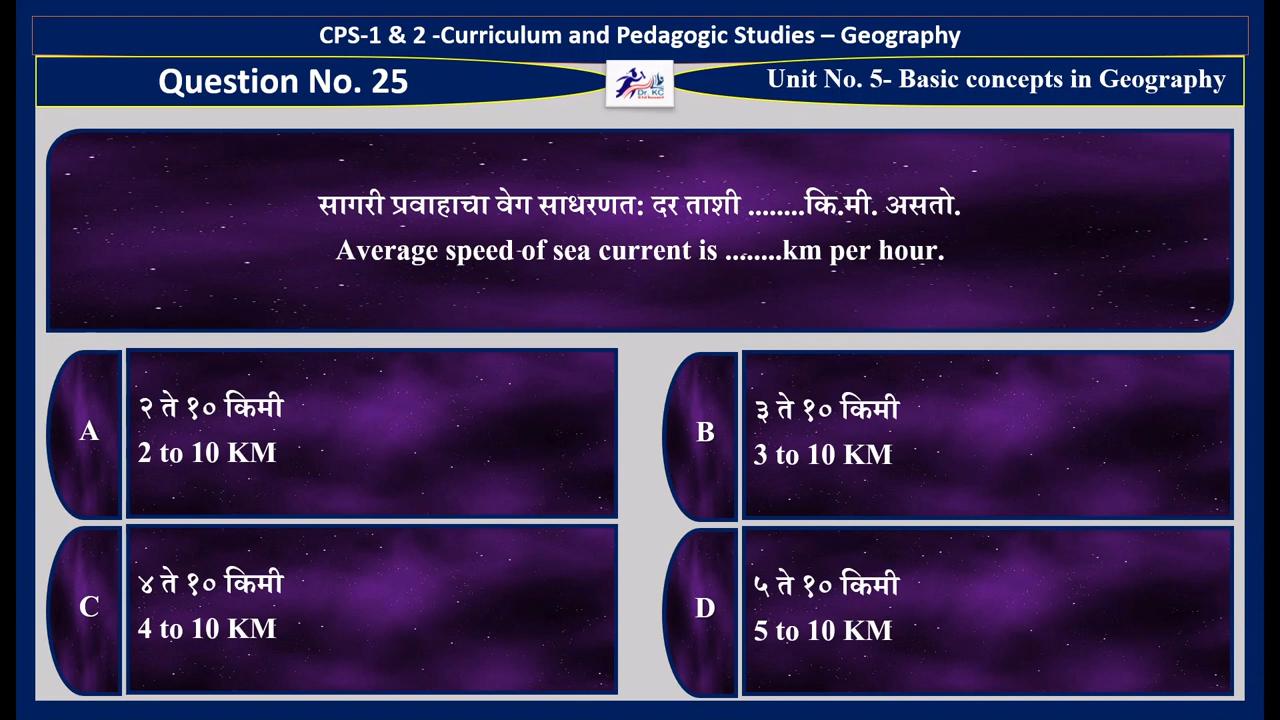 CPS-1 & 2 -Curriculum and Pedagogic Studies – Geography
Question No. 25
Dr. KC
Unit No. 5- Basic concepts in Geography
सागरी प्रवाहाचा वेग साधरणत: दर ताशी ........कि.मी. असतो.
Average speed of sea current is ........km per hour.
A
२ ते १० किमी
2 to 10 KM
B
३ ते १० किमी
3 to 10 KM
C
४ ते १० किमी
4 to 10 KM
D
५ ते १० किमी
5 to 10 KM